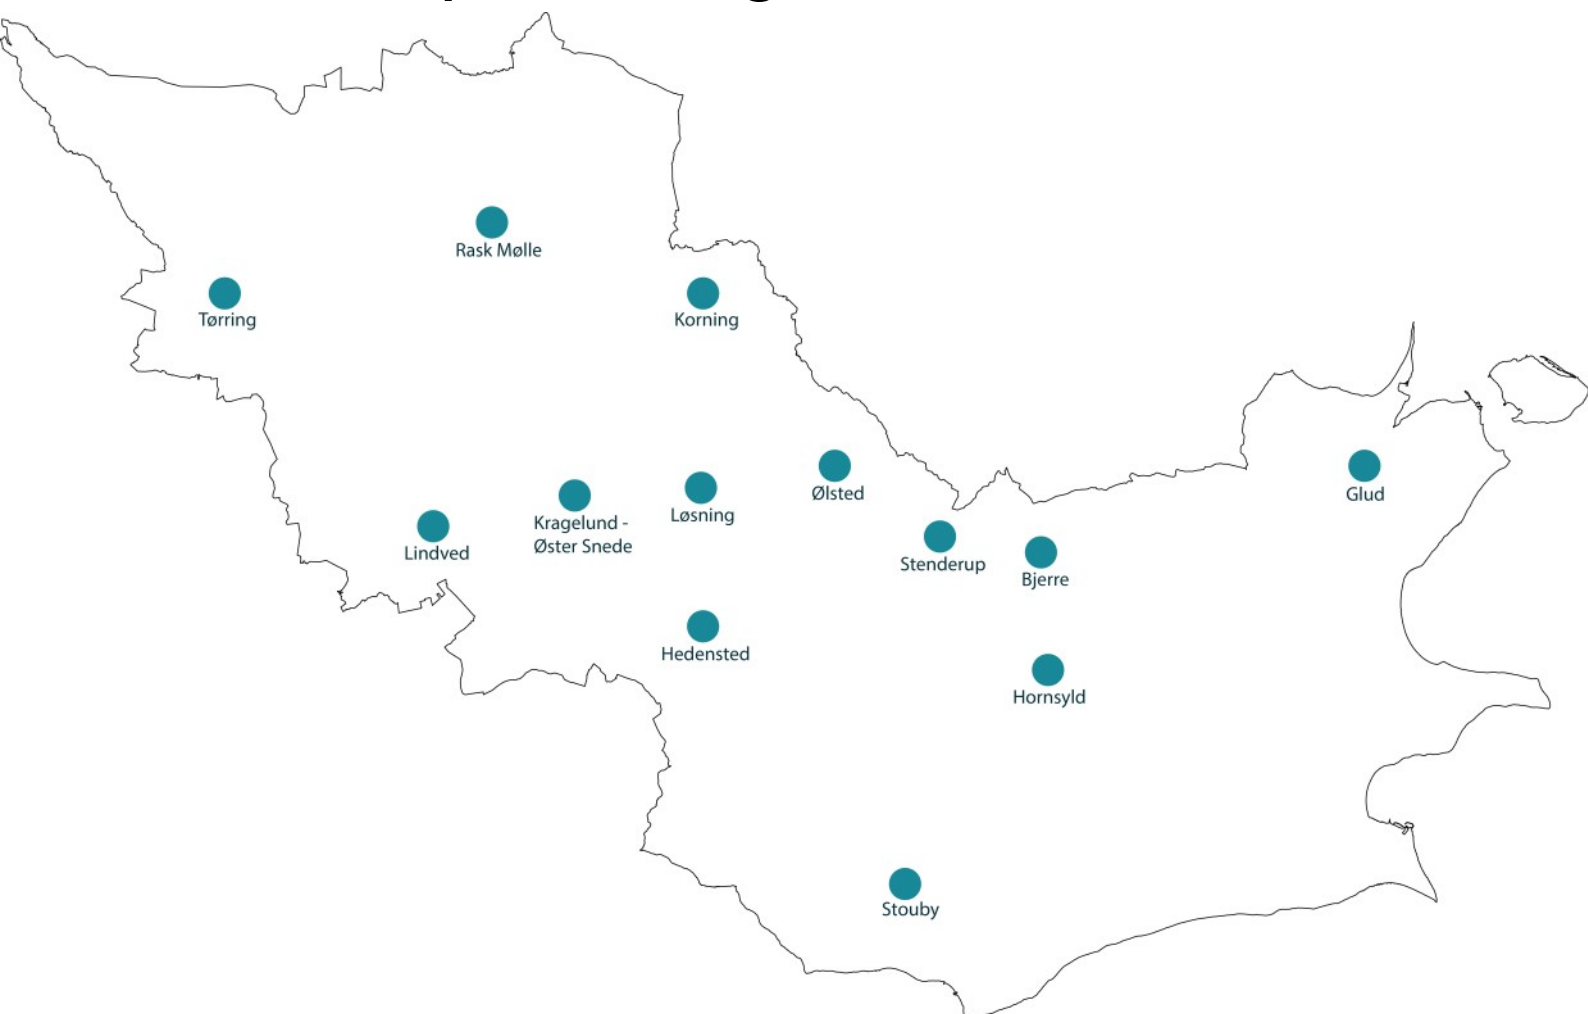 Rask Mølle
Tørring
Korning
Ølsted
Glud
Kragelund -
Øster Snede
Løsning
Lindved
Stenderup
Bjerre
Hedensted
Hornsyld
Stouby